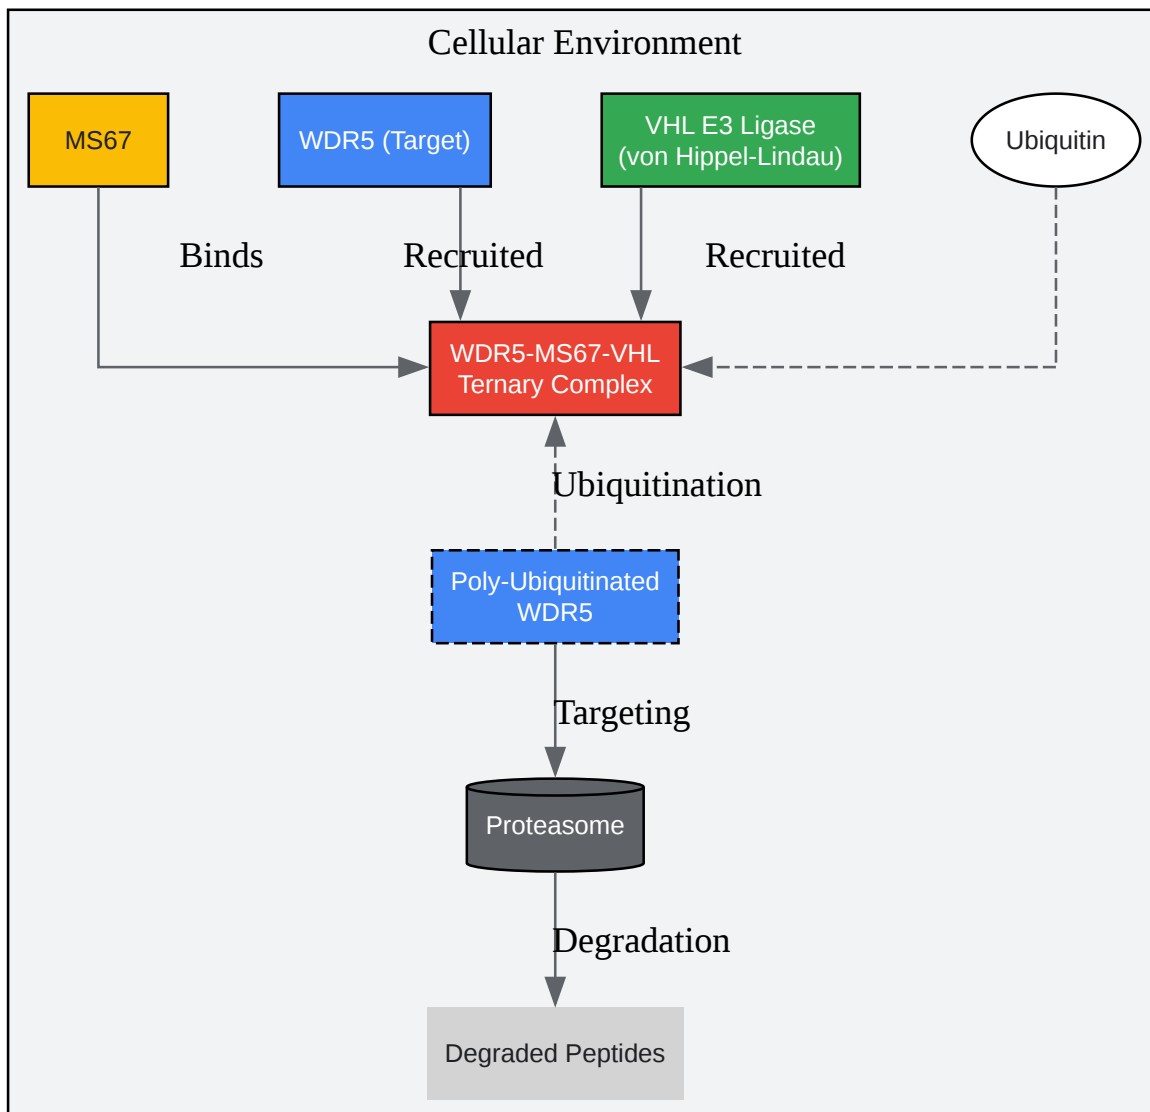 Cellular Environment
MS67
WDR5 (Target)
VHL E3 Ligase
(von Hippel-Lindau)
Ubiquitin
Binds
Recruited
Recruited
WDR5-MS67-VHL
Ternary Complex
Ubiquitination
Poly-Ubiquitinated
WDR5
Targeting
Proteasome
Degradation
Degraded Peptides